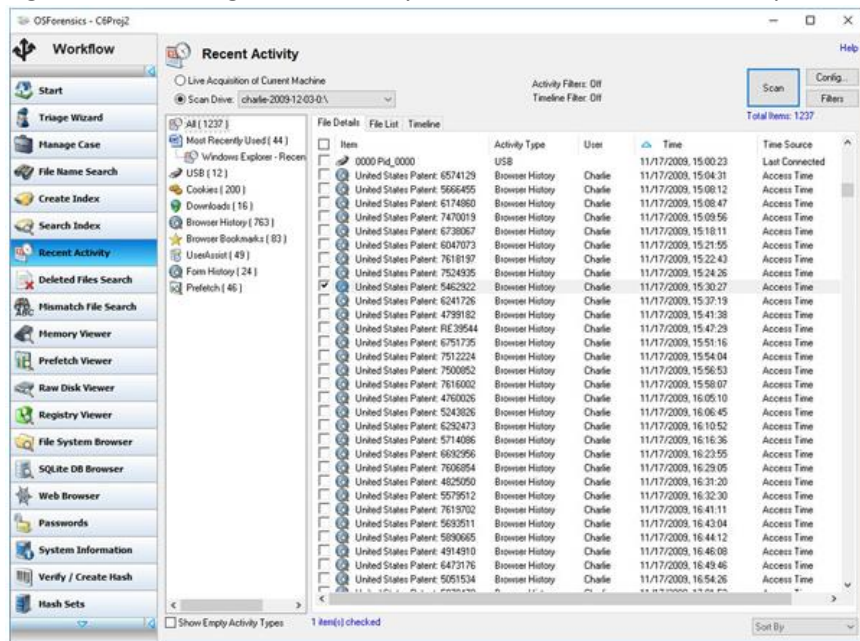 OSForensics - C6Proj2
Workflow
Start
Triage Wizard
Manage Case
File Name Search
Create Index
Search Index
Recent Activity
Deleted Files Search
Mismatch File Search
Memory Viewer
Prefetch Viewer
Raw Disk Viewer
Registry Viewer
File System Browser
SQLite DB Browser
Web Browser
Passwords
System Information
Verify / Create Hash
Hash Sets
Recent Activity
Help
Live Acquisition of Current Machine
Scan Drive: charlie-2009-12-03-0:\
Activity Filters: Off
Timeline Filter: Off
Scan
Config...
Filters
Total Items: 1237
All ( 1237 )
Most Recently Used ( 44 )
Windows Explorer - Recen
USB ( 12 )
Cookies ( 200 )
Downloads ( 16 )
Browser History ( 763 )
Browser Bookmarks ( 83 )
UserAssist ( 49 )
Form History ( 24 )
Prefetch ( 46 )
File Details File List Timeline
Item Activity Type User Time Time Source
0000 Pid_0000 USB 11/17/2009, 15:00:23 Last Connected
United States Patent: 6574129 Browser History Charlie 11/17/2009, 15:04:31 Access Time
United States Patent: 5666455 Browser History Charlie 11/17/2009, 15:08:12 Access Time
United States Patent: 6174860 Browser History Charlie 11/17/2009, 15:08:47 Access Time
United States Patent: 7470019 Browser History Charlie 11/17/2009, 15:09:56 Access Time
United States Patent: 6738067 Browser History Charlie 11/17/2009, 15:18:11 Access Time
United States Patent: 6047073 Browser History Charlie 11/17/2009, 15:21:55 Access Time
United States Patent: 7618197 Browser History Charlie 11/17/2009, 15:22:43 Access Time
United States Patent: 7524935 Browser History Charlie 11/17/2009, 15:24:26 Access Time
United States Patent: 5462922 Browser History Charlie 11/17/2009, 15:30:27 Access Time
United States Patent: 6241726 Browser History Charlie 11/17/2009, 15:37:19 Access Time
United States Patent: 4799182 Browser History Charlie 11/17/2009, 15:41:38 Access Time
United States Patent: RE39544 Browser History Charlie 11/17/2009, 15:47:29 Access Time
United States Patent: 6751735 Browser History Charlie 11/17/2009, 15:51:16 Access Time
United States Patent: 7512224 Browser History Charlie 11/17/2009, 15:54:04 Access Time
United States Patent: 7500852 Browser History Charlie 11/17/2009, 15:56:53 Access Time
United States Patent: 7616002 Browser History Charlie 11/17/2009, 15:58:07 Access Time
United States Patent: 4760026 Browser History Charlie 11/17/2009, 16:05:10 Access Time
United States Patent: 5243826 Browser History Charlie 11/17/2009, 16:06:45 Access Time
United States Patent: 6292473 Browser History Charlie 11/17/2009, 16:10:52 Access Time
United States Patent: 5714086 Browser History Charlie 11/17/2009, 16:16:36 Access Time
United States Patent: 6692956 Browser History Charlie 11/17/2009, 16:23:55 Access Time
United States Patent: 7606854 Browser History Charlie 11/17/2009, 16:29:05 Access Time
United States Patent: 4825050 Browser History Charlie 11/17/2009, 16:31:20 Access Time
United States Patent: 5579512 Browser History Charlie 11/17/2009, 16:32:30 Access Time
United States Patent: 7619702 Browser History Charlie 11/17/2009, 16:41:11 Access Time
United States Patent: 5693511 Browser History Charlie 11/17/2009, 16:43:04 Access Time
United States Patent: 5890665 Browser History Charlie 11/17/2009, 16:44:12 Access Time
United States Patent: 4914910 Browser History Charlie 11/17/2009, 16:46:08 Access Time
United States Patent: 6473176 Browser History Charlie 11/17/2009, 16:49:46 Access Time
United States Patent: 5051534 Browser History Charlie 11/17/2009, 16:54:26 Access Time
Show Empty Activity Types
1 item(s) checked
Sort By